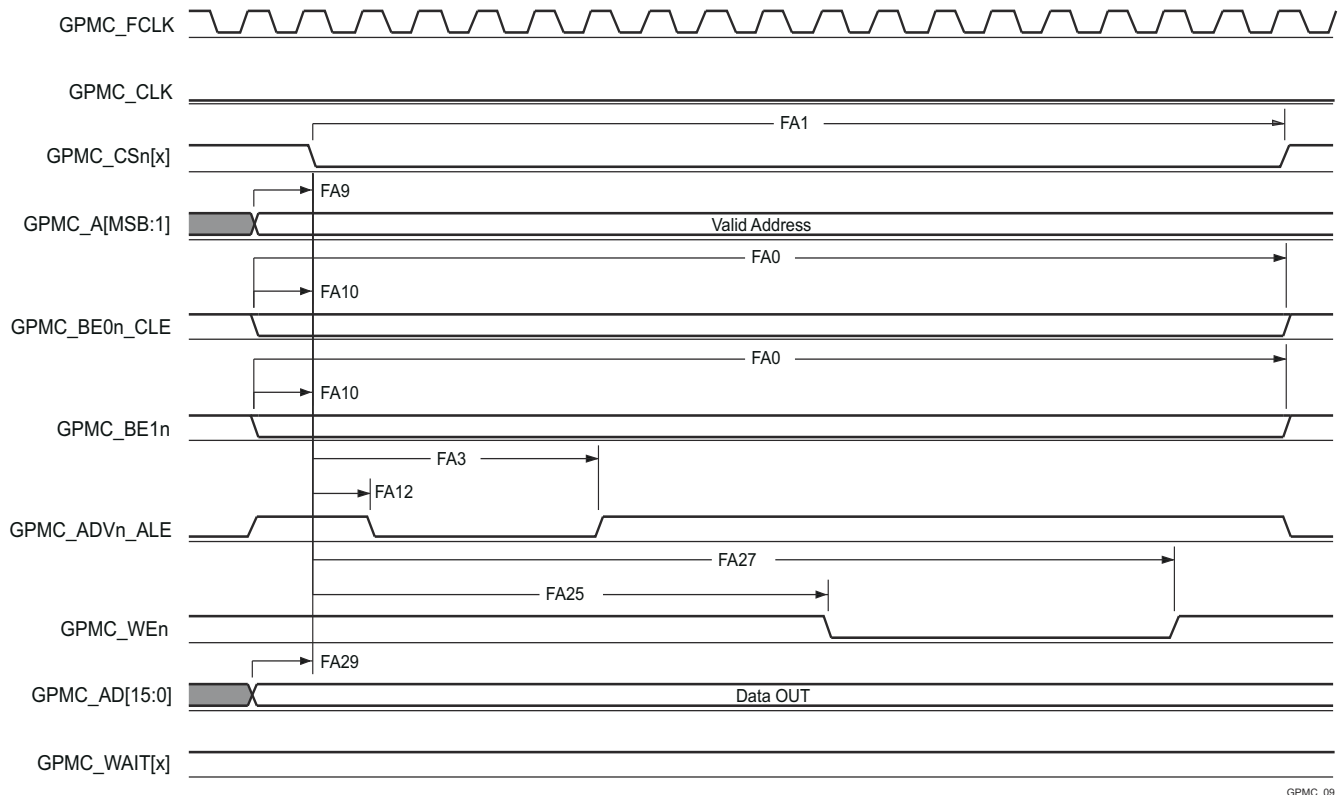 GPMC_FCLK
GPMC_CLK
FA1
GPMC_CSn[x]
FA9
GPMC_A[MSB:1]
Valid Address
FA0
FA10
GPMC_BE0n_CLE
FA0
FA10
GPMC_BE1n
FA3
FA12
GPMC_ADVn_ALE
FA27
FA25
GPMC_WEn
FA29
GPMC_AD[15:0]
Data OUT
GPMC_WAIT[x]
GPMC_09